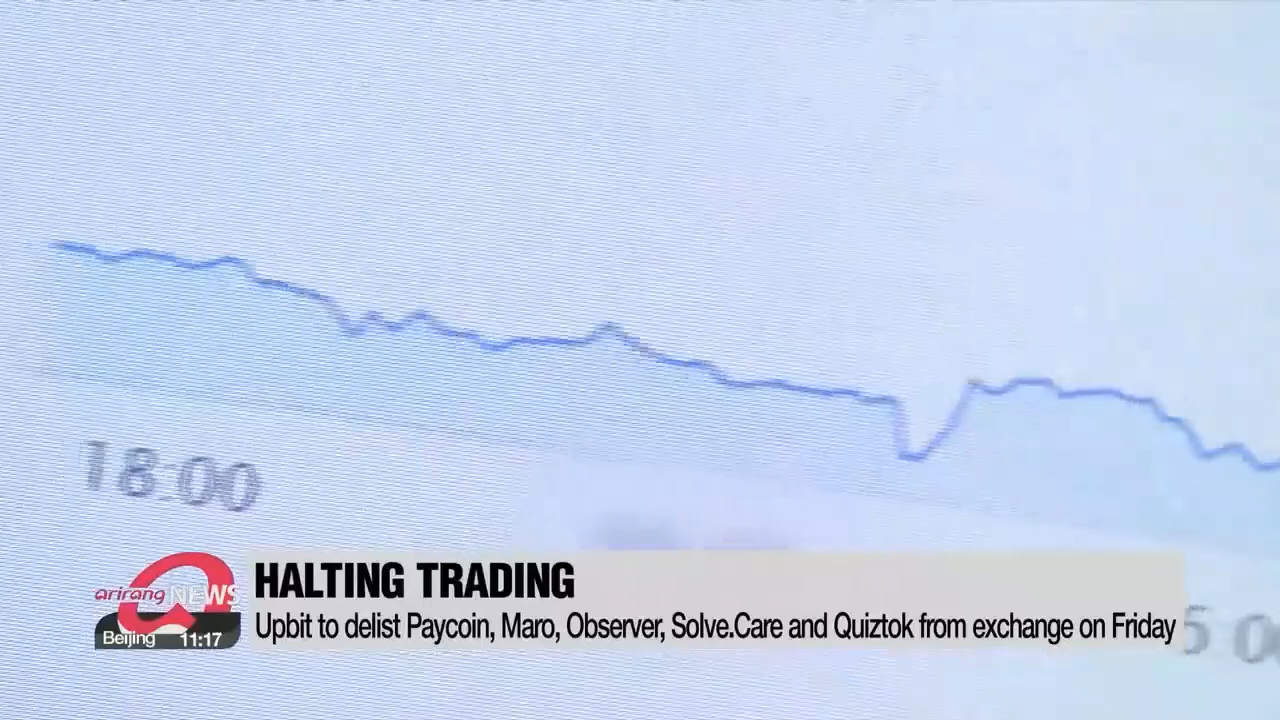 18:00
arirang NEWS
Beijing 11:17
HALTING TRADING
Upbit to delist Paycoin, Maro, Observer, Solve.Care and Quiztok from exchange on Friday